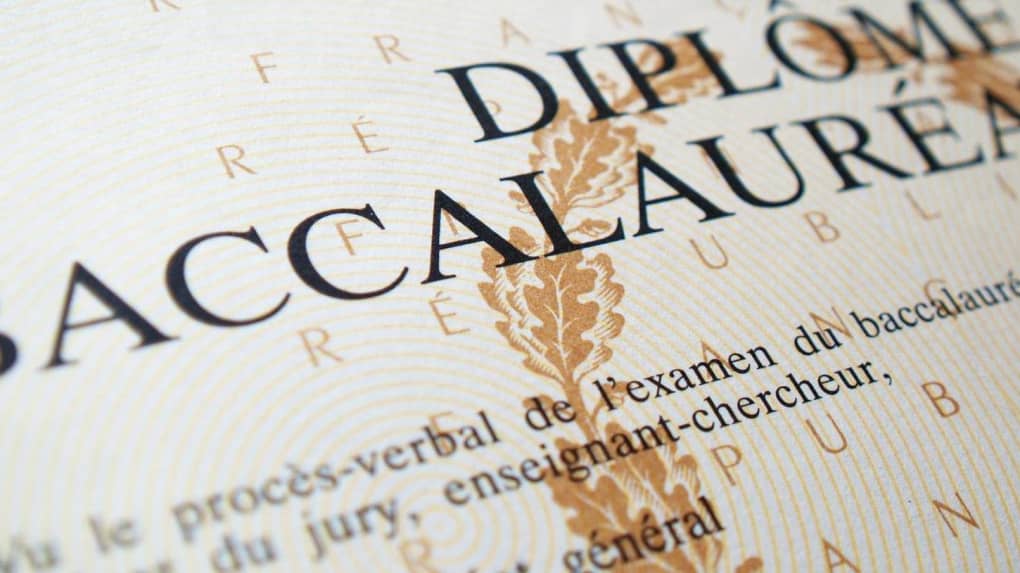 DIPLÔME
BACCALAURÉA
Vu le procès-verbal de l'examen du baccalauré
du jury, enseignant-chercheur,
général